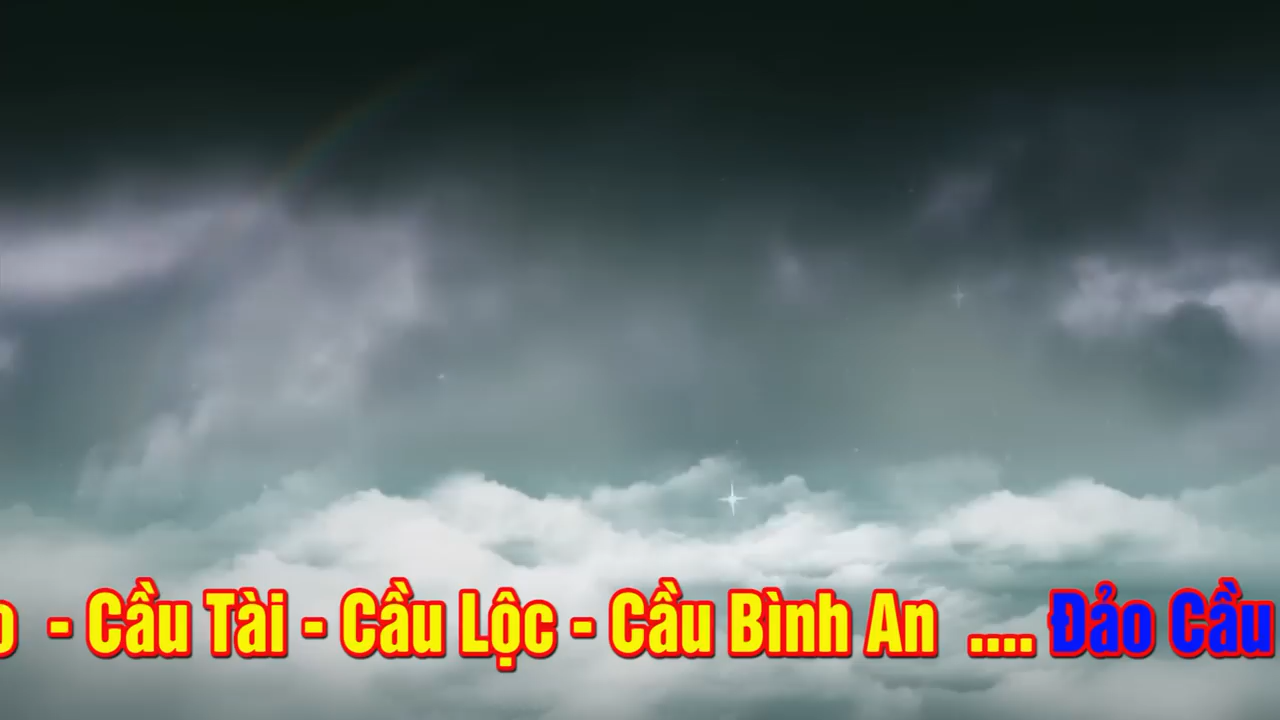 - Cầu Tài - Cầu Lộc - Cầu Bình An .... Đảo Cầu